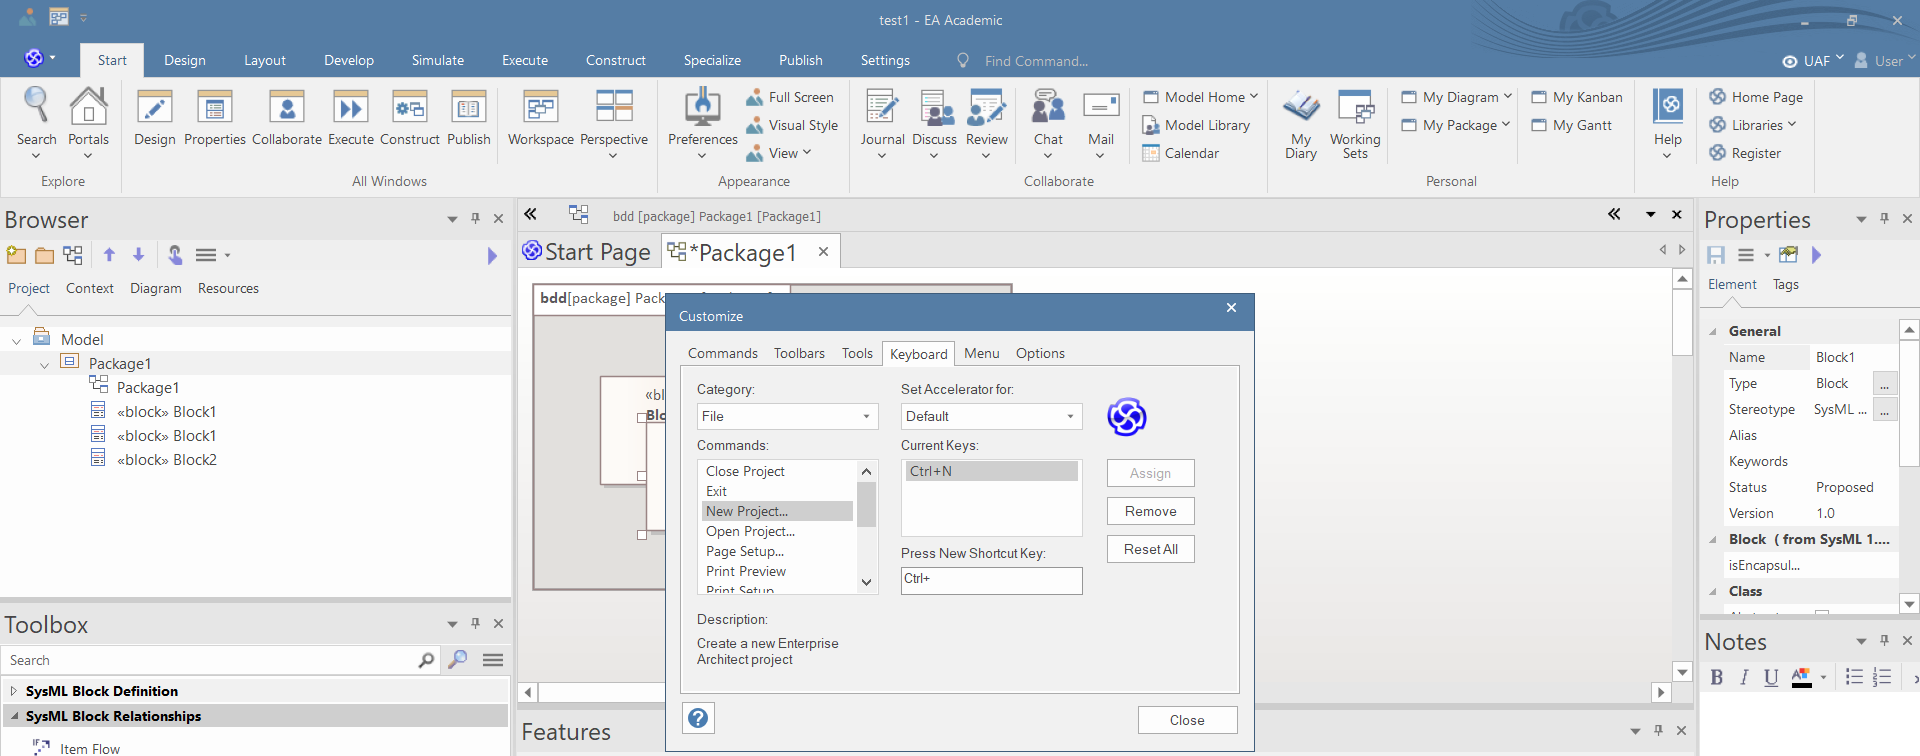 test1 - EA Academic
Start Design Layout Develop Simulate Execute Construct Specialize Publish Settings Find Command... UAF User
Search Portals Design Properties Collaborate Execute Construct Publish Workspace Perspective Preferences
Full Screen
Visual Style
View
Journal Discuss Review Chat Mail
Model Home
Model Library
Calendar
My Diary
Working Sets
My Diagram
My Package
My Kanban
My Gantt
Help
Home Page
Libraries
Register
Explore All Windows Appearance Collaborate Personal Help
Browser
Project Context Diagram Resources
Model
Package1
Package1
«block» Block1
«block» Block1
«block» Block2
Toolbox
Search
SysML Block Definition
SysML Block Relationships
Item Flow
bdd [package] Package1 [Package1]
Start Page *Package1
bdd[package] Pack
«bl
Blo
Customize
Commands Toolbars Tools Keyboard Menu Options
Category:
File
Commands:
Close Project
Exit
New Project...
Open Project...
Page Setup...
Print Preview
Print Setup
Set Accelerator for:
Default
Current Keys:
Ctrl+N
Press New Shortcut Key:
Ctrl+
Assign
Remove
Reset All
Description:
Create a new Enterprise
Architect project
Close
Features
Properties
Element Tags
General
Name Block1
Type Block ...
Stereotype SysML ... ...
Alias
Keywords
Status Proposed
Version 1.0
Block ( from SysML 1....
isEncapsul...
Class
Notes
B I U A